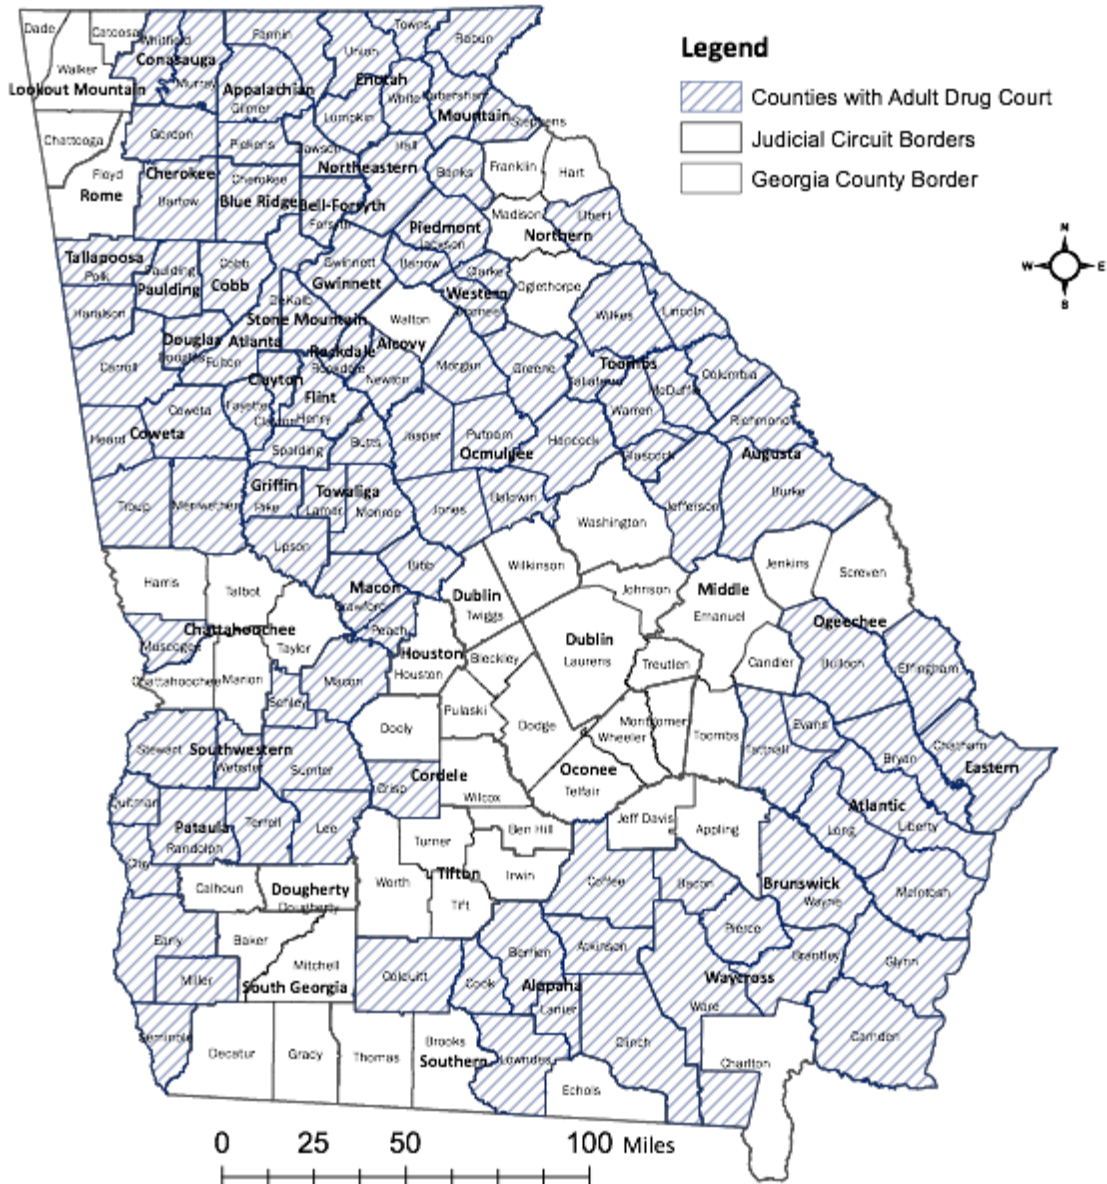 Legend
Counties with Adult Drug Court
Judicial Circuit Borders
Georgia County Border
N
W E
S
Dade
Catoosa
Whitfield
Fannin
Towns
Rabun
Union
Walker
Conasauga
Murray
Enotah
Lookout Mountain
Appalachian
White
Habersham
Gilmer
Lumpkin
Mountain
Stephens
Chattooga
Gordon
Pickens
Dawson
Hall
Floyd
Cherokee
Northeastern
Banks
Franklin
Hart
Rome
Cherokee
Bartow
Blue Ridge
Bell-Forsyth
Forsyth
Madison
Elbert
Piedmont
Jackson
Northern
Tallapoosa
Polk
Paulding
Paulding
Cobb
Cobb
Gwinnett
Gwinnett
Barrow
Clarke
Western
Oconee
Oglethorpe
Haralson
DeKalb
Stone Mountain
Walton
Wilkes
Lincoln
Douglas
Douglas
Atlanta
Fulton
Rockdale
Rockdale
Alcovy
Newton
Carroll
Clayton
Morgan
Greene
Toombs
Taliaferro
McDuffie
Columbia
Coweta
Fayette
Flint
Clayton
Henry
Warren
Richmond
Heard
Coweta
Spalding
Butts
Jasper
Putnam
Ocmulgee
Hancock
Glascock
Augusta
Griffin
Pike
Towaliga
Lamar
Monroe
Troup
Meriwether
Jones
Baldwin
Jefferson
Burke
Upson
Washington
Bibb
Wilkinson
Jenkins
Screven
Harris
Talbot
Macon
Crawford
Dublin
Twiggs
Johnson
Middle
Emanuel
Chattahoochee
Peach
Ogeechee
Muscogee
Taylor
Houston
Houston
Bleckley
Dublin
Laurens
Treutlen
Candler
Bulloch
Effingham
Chattahoochee
Marion
Macon
Schley
Pulaski
Dooly
Dodge
Montgomery
Wheeler
Toombs
Evans
Tattnall
Stewart
Southwestern
Webster
Sumter
Bryan
Chatham
Eastern
Crisp
Cordele
Wilcox
Oconee
Telfair
Quitman
Pataula
Randolph
Terrell
Lee
Atlantic
Jeff Davis
Appling
Long
Liberty
Turner
Ben Hill
Clay
Calhoun
Dougherty
Dougherty
Worth
Tifton
Irwin
Tift
Coffee
Bacon
Brunswick
Wayne
McIntosh
Early
Baker
Pierce
Miller
Mitchell
South Georgia
Colquitt
Berrien
Atkinson
Brantley
Glynn
Cook
Alapaha
Lanier
Waycross
Ware
Seminole
Decatur
Grady
Thomas
Brooks
Southern
Lowndes
Clinch
Camden
Charlton
Echols
0 25 50 100 Miles